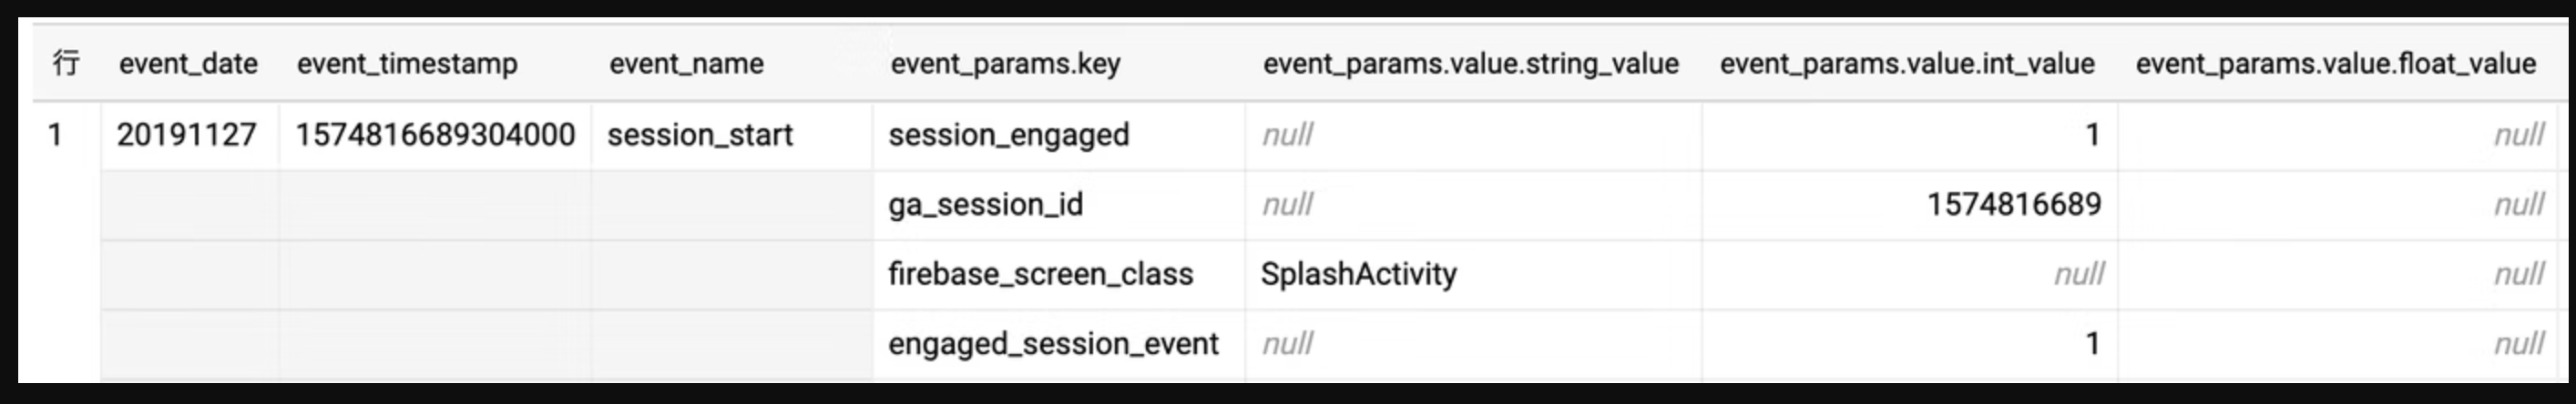 行 event_date event_timestamp event_name event_params.key event_params.value.string_value event_params.value.int_value event_params.value.float_value
1 20191127 1574816689304000 session_start session_engaged null 1 null
ga_session_id null 1574816689 null
firebase_screen_class SplashActivity null null
engaged_session_event null 1 null